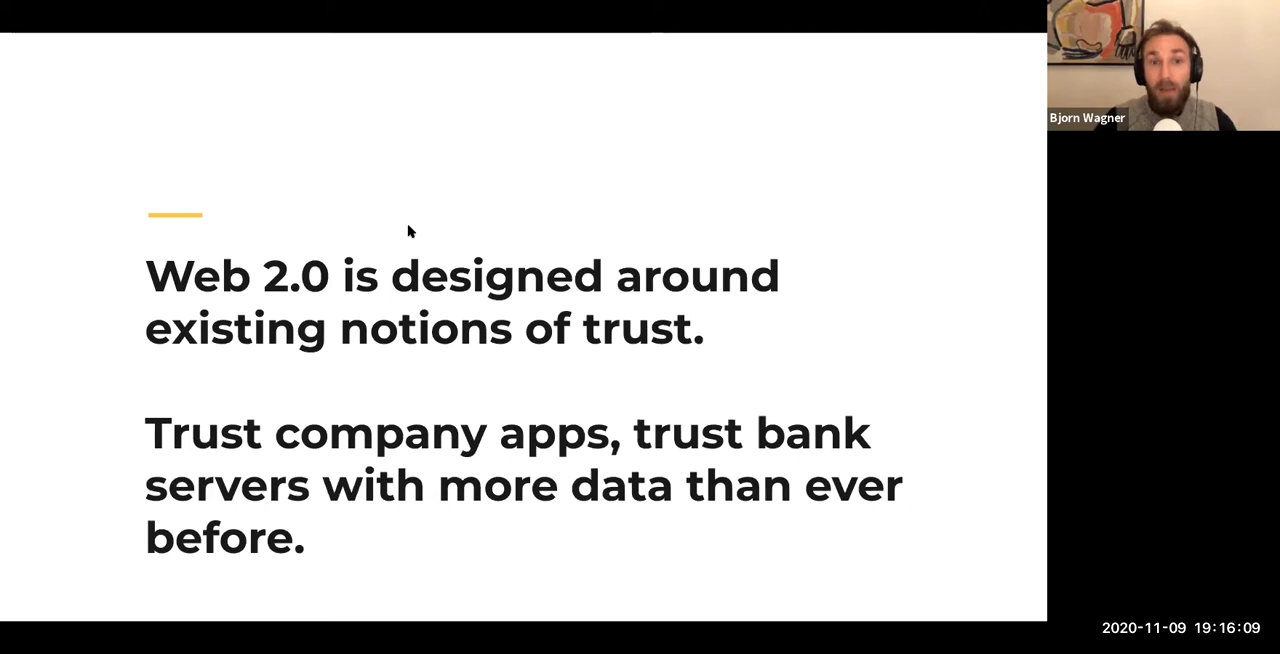 Bjorn Wagner
Web 2.0 is designed around
existing notions of trust.
Trust company apps, trust bank
servers with more data than ever
before.
2020-11-09 19:16:09